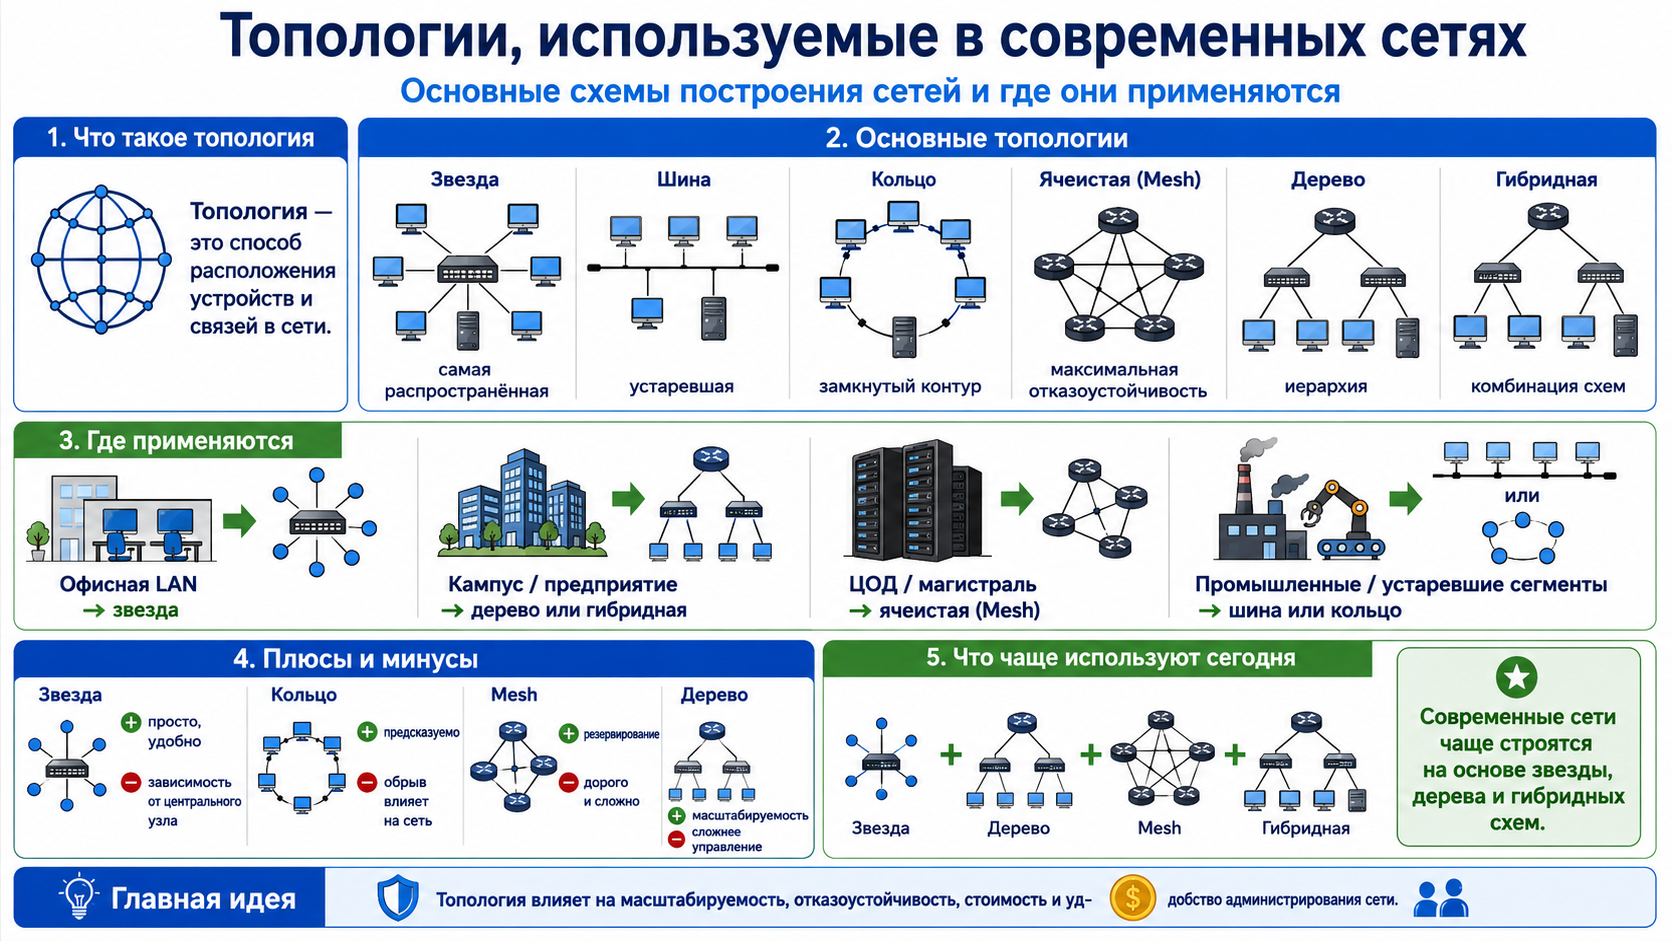 Топологии, используемые в современных сетях
Основные схемы построения сетей и где они применяются
1. Что такое топология
Топология —
это способ
расположения
устройств и
связей в сети.
2. Основные топологии
Звезда
самая
распространённая
Шина
устаревшая
Кольцо
замкнутый контур
Ячеистая (Mesh)
максимальная
отказоустойчивость
Дерево
иерархия
Гибридная
комбинация схем
3. Где применяются
Офисная LAN
→ звезда
Кампус / предприятие
→ дерево или гибридная
ЦОД / магистраль
→ ячеистая (Mesh)
или
Промышленные / устаревшие сегменты
→ шина или кольцо
4. Плюсы и минусы
Звезда
просто,
удобно
зависимость
от центрального
узла
Кольцо
предсказуемо
обрыв
влияет
на сеть
Mesh
резервирование
дорого
и сложно
Дерево
масштабируемость
сложнее
управление
5. Что чаще используют сегодня
Звезда
+
Дерево
+
Mesh
+
Гибридная
Современные сети
чаще строятся
на основе звезды,
дерева и гибридных
схем.
Главная идея
Топология влияет на масштабируемость, отказоустойчивость, стоимость и уд-
$
добство администрирования сети.